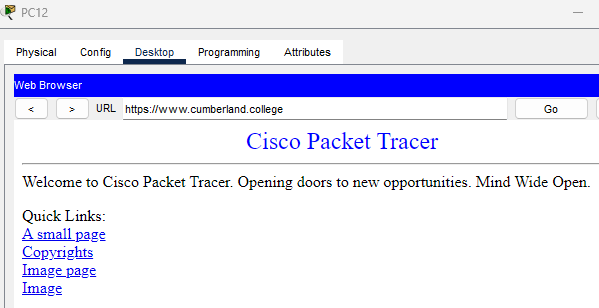 PC12
Physical Config Desktop Programming Attributes
Web Browser
< > URL https://www.cumberland.college Go
Cisco Packet Tracer
Welcome to Cisco Packet Tracer. Opening doors to new opportunities. Mind Wide Open.
Quick Links:
A small page
Copyrights
Image page
Image